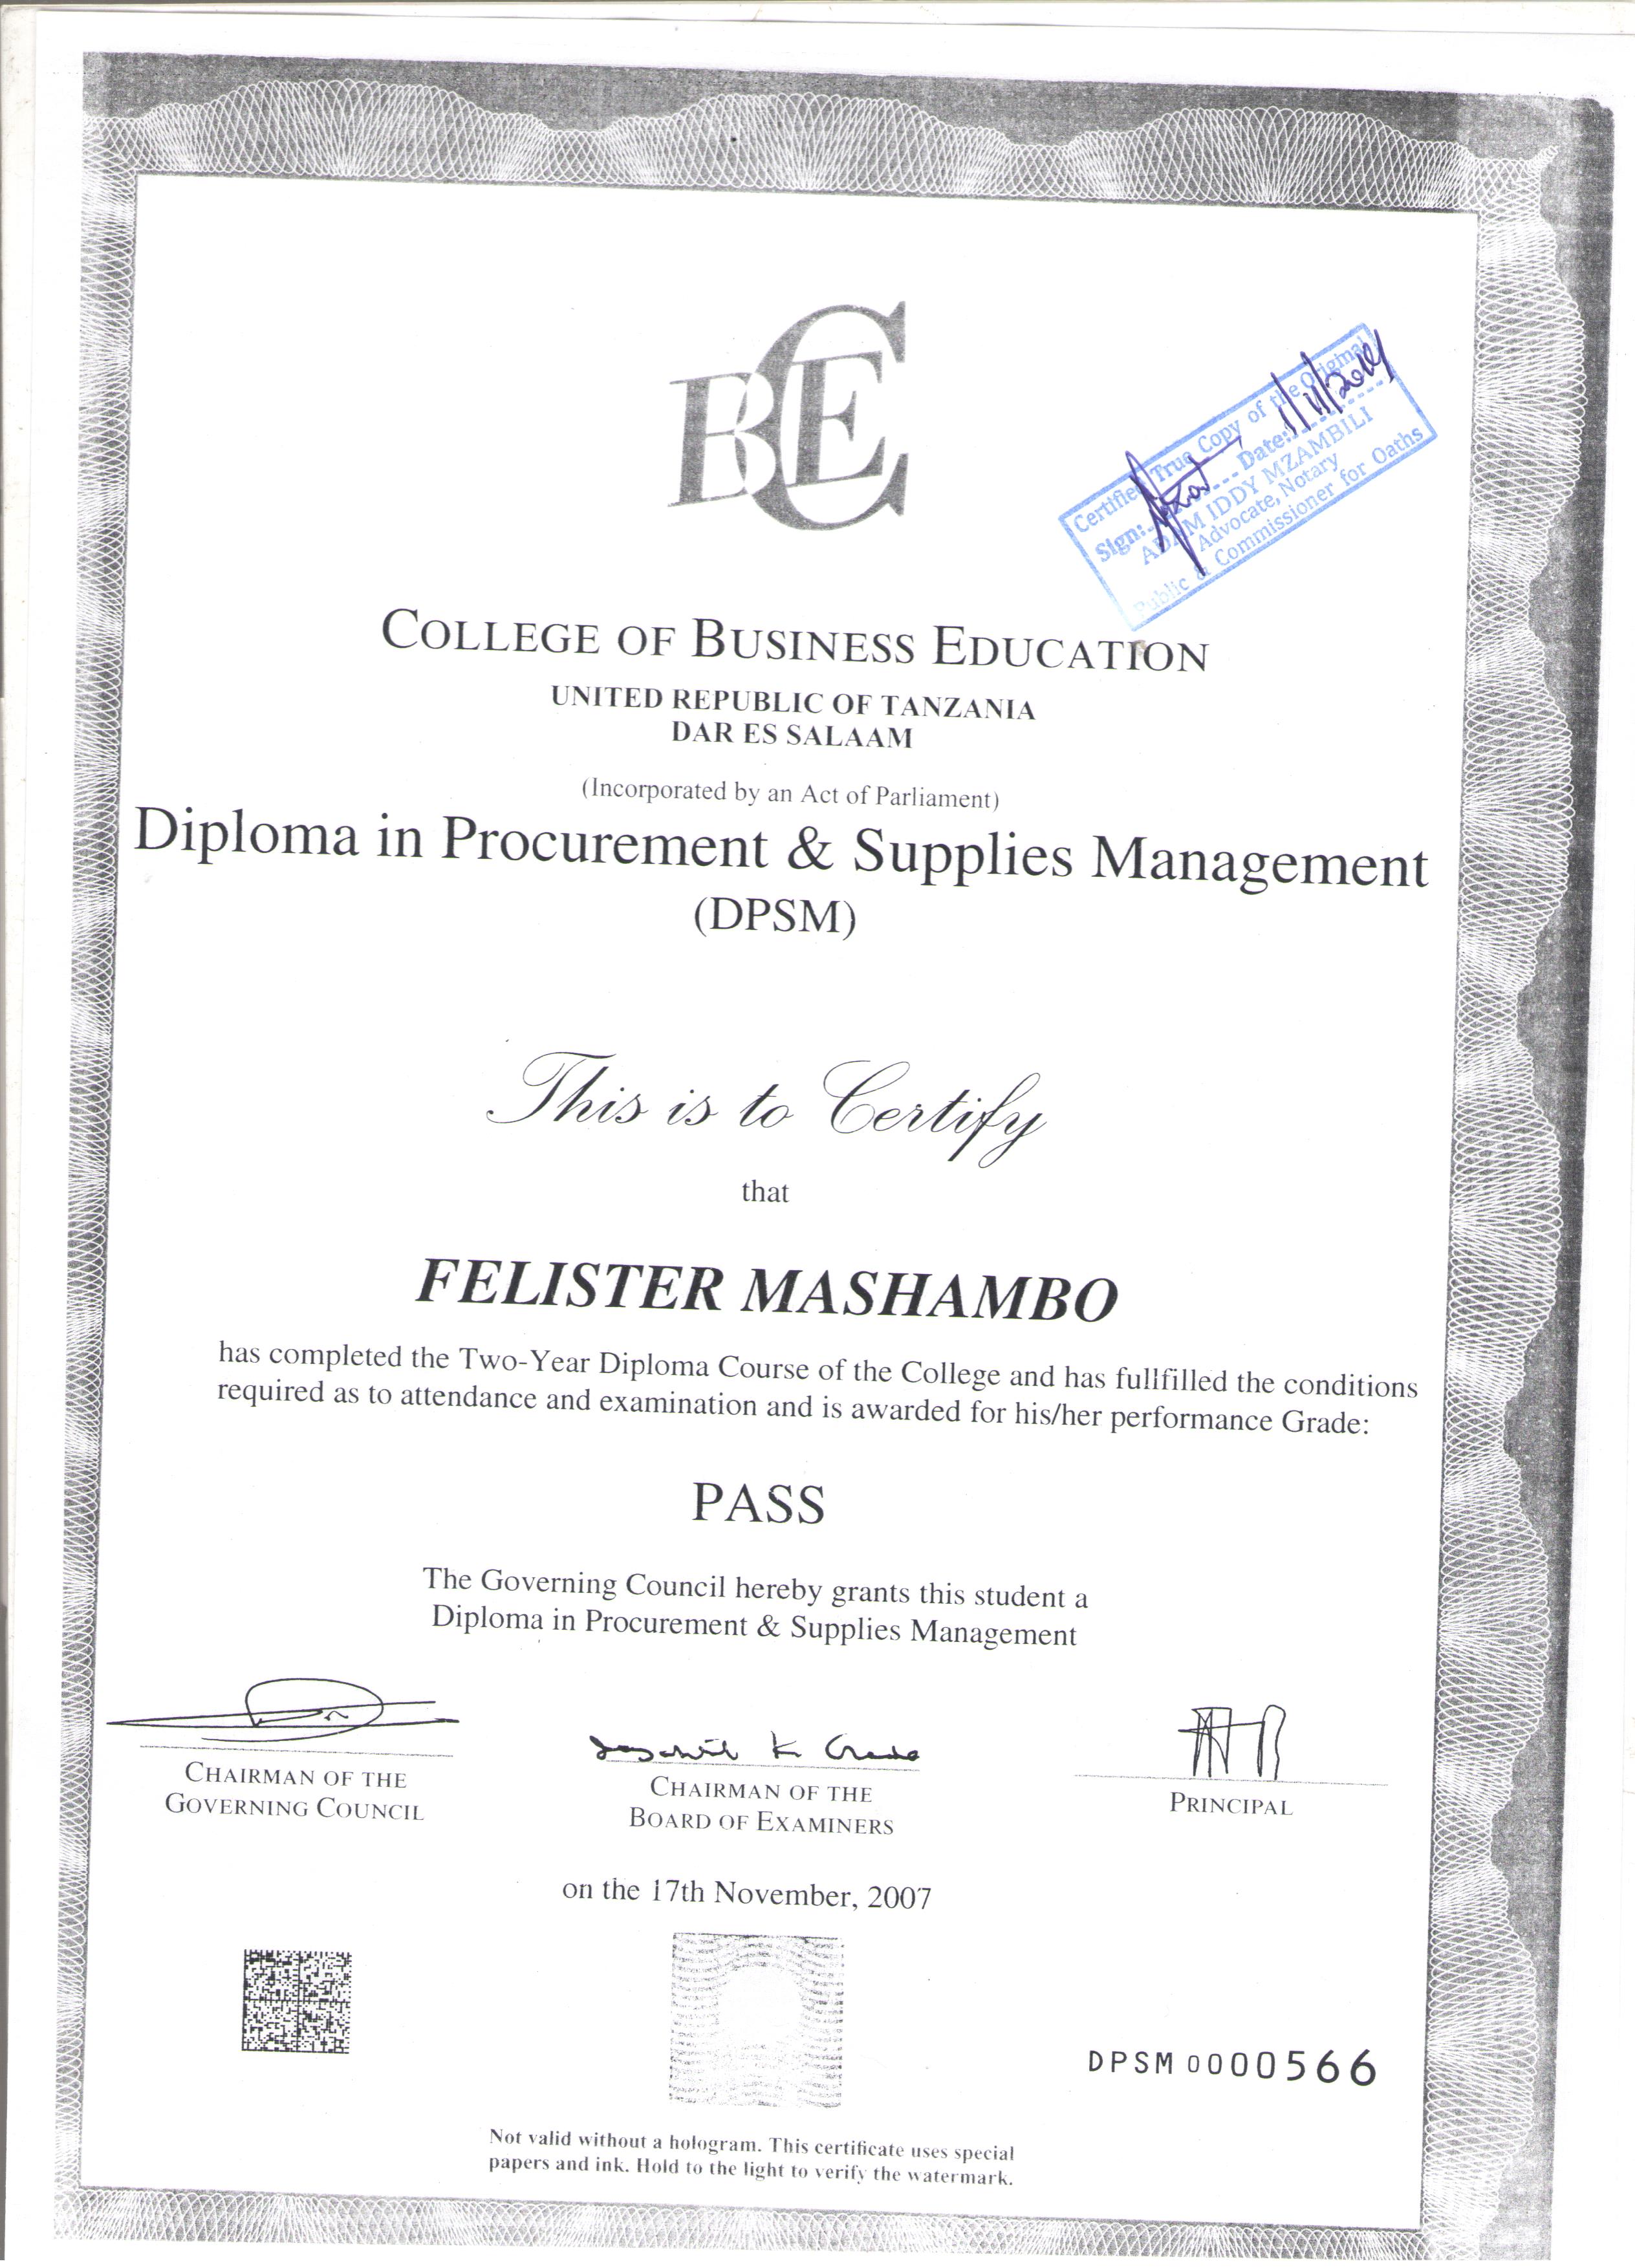 BCE
Certified True Copy of the Original
Sign: Date: 1/11/2019
ADAM IDDY MZAMBILI
Advocate, Notary
Public & Commissioner for Oaths
COLLEGE OF BUSINESS EDUCATION
UNITED REPUBLIC OF TANZANIA
DAR ES SALAAM
(Incorporated by an Act of Parliament)
Diploma in Procurement & Supplies Management
(DPSM)
This is to Certify
that
FELISTER MASHAMBO
has completed the Two-Year Diploma Course of the College and has fullfilled the conditions
required as to attendance and examination and is awarded for his/her performance Grade:
PASS
The Governing Council hereby grants this student a
Diploma in Procurement & Supplies Management
CHAIRMAN OF THE
GOVERNING COUNCIL
CHAIRMAN OF THE
BOARD OF EXAMINERS
PRINCIPAL
on the 17th November, 2007
DPSM 0000566
Not valid without a hologram. This certificate uses special
papers and ink. Hold to the light to verify the watermark.